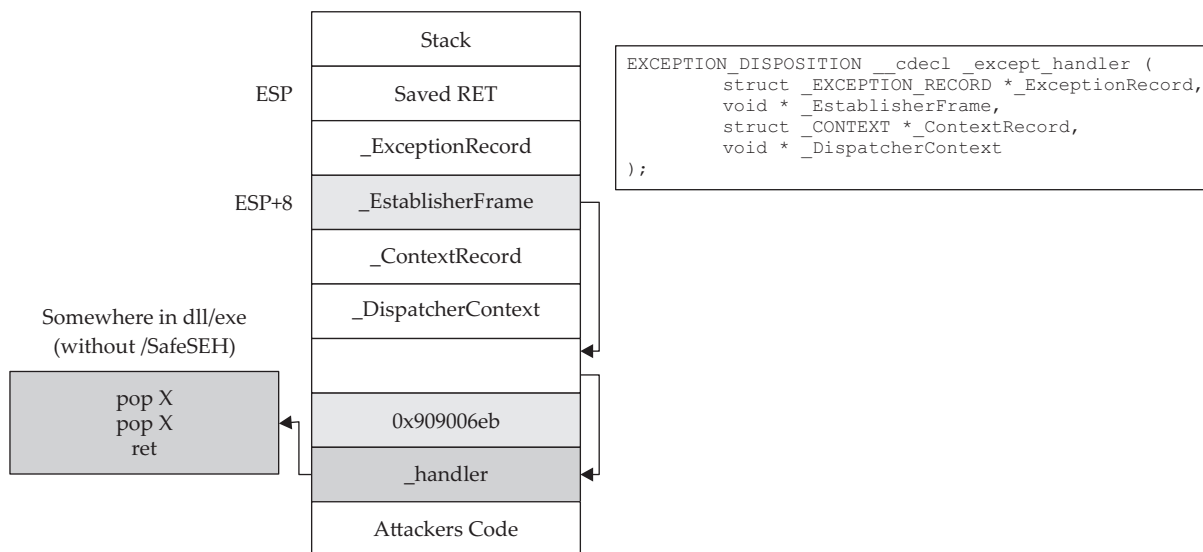 Stack
ESP
Saved RET
_ExceptionRecord
ESP+8
_EstablisherFrame
_ContextRecord
_DispatcherContext
0x909006eb
_handler
Attackers Code
Somewhere in dll/exe
(without /SafeSEH)
pop X
pop X
ret
EXCEPTION_DISPOSITION __cdecl _except_handler (
struct _EXCEPTION_RECORD *_ExceptionRecord,
void * _EstablisherFrame,
struct _CONTEXT *_ContextRecord,
void * _DispatcherContext
);